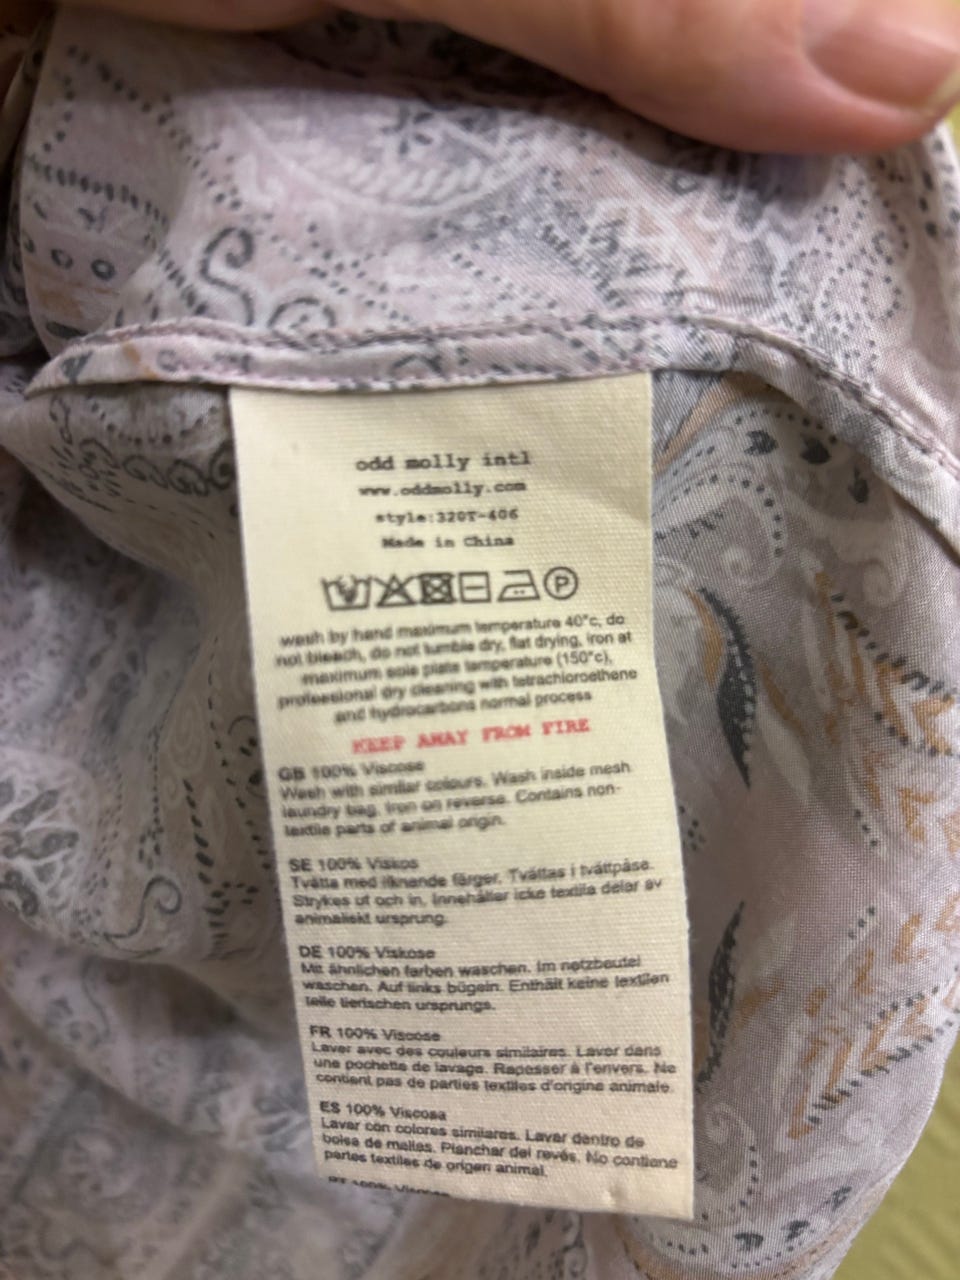 odd molly intl
www.oddmolly.com
style:320T-406
Made in China
P
wash by hand maximum temperature 40°c, do
not bleach, do not tumble dry, flat drying, iron at
maximum sole plate temperature (150°c),
professional dry cleaning with tetrachloroethene
and hydrocarbons normal process
KEEP AWAY FROM FIRE
GB 100% Viscose
Wash with similar colours. Wash inside mesh
laundry bag. Iron on reverse. Contains non-
textile parts of animal origin.
SE 100% Viskos
Tvätta med liknande färger. Tvättas i tvättpåse.
Strykes ut och in. Innehåller icke textila delar av
animaliskt ursprung.
DE 100% Viskose
Mit ähnlichen farben waschen. Im netzbeutel
waschen. Auf links bügeln. Enthält keine textilen
teile tierischen ursprungs.
FR 100% Viscose
Laver avec des couleurs similaires. Laver dans
une pochette de lavage. Repasser à l'envers. Ne
contient pas de parties textiles d'origine animale.
ES 100% Viscosa
Lavar con colores similares. Lavar dentro de
bolsa de mallas. Planchar del revés. No contiene
partes textiles de origen animal.
100%